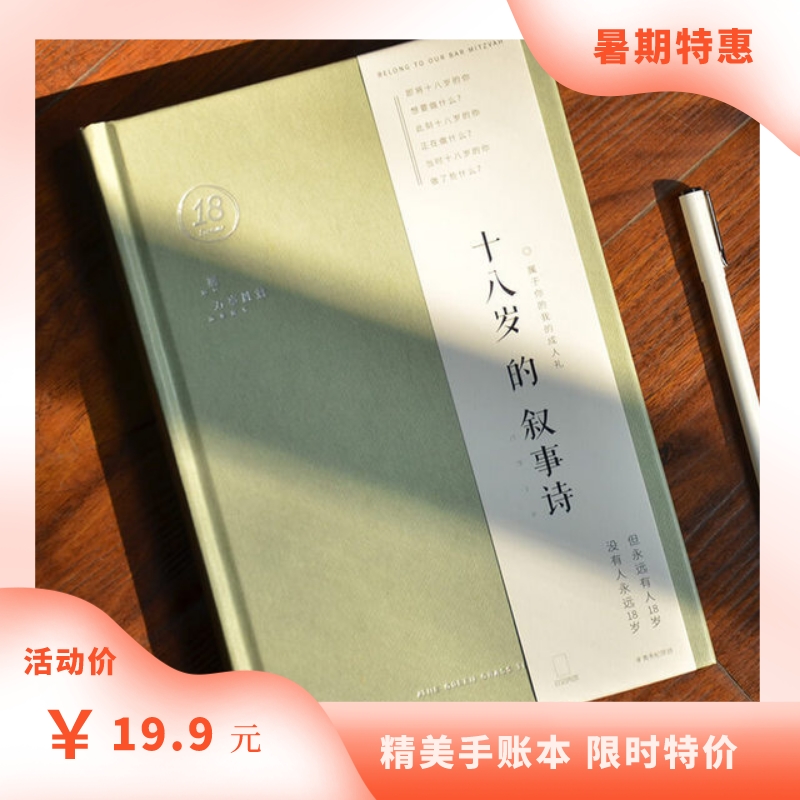 暑期特惠
BELONG TO OUR BAR MITZVAH
即将十八岁的你
想要做什么?
此刻十八岁的你
正在做什么?
当时十八岁的你
做了些什么?
18
十八岁的叙事诗
属于你的我的成人礼
但永远有人18岁
没有人永远18岁
活动价
¥ 19.9 元
精美手账本 限时特价